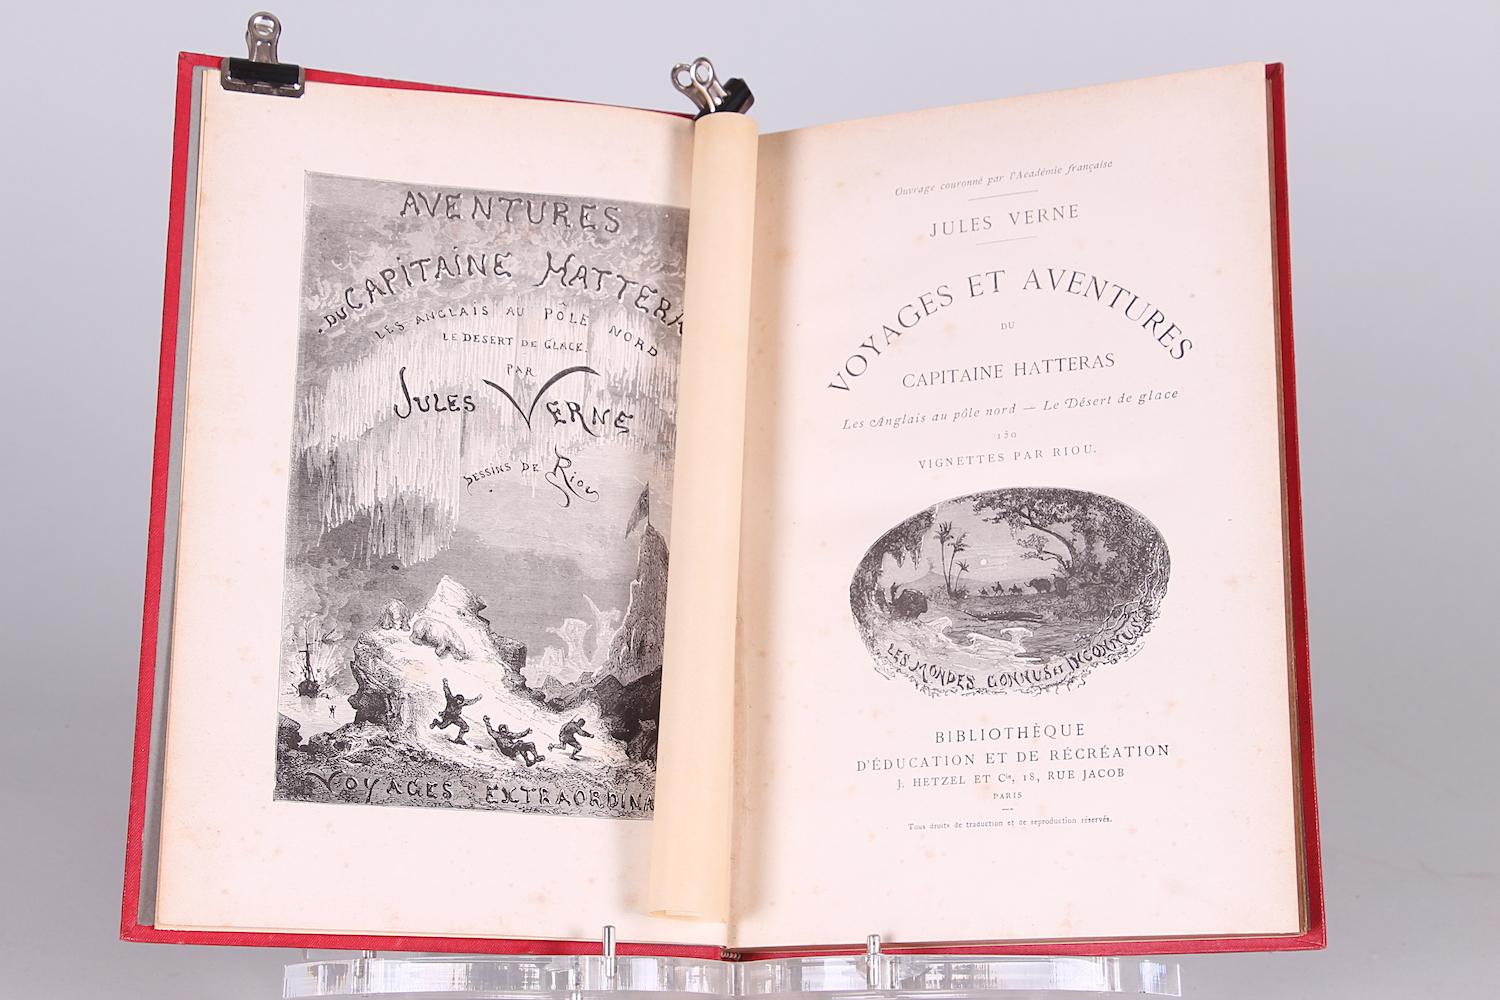 AVENTURES
DU CAPITAINE HATTERA
LES ANGLAIS AU PÔLE NORD
LE DESERT DE GLACE.
PAR
JULES VERNE
DESSINS DE RIOU
VOYAGES EXTRAORDINA
Ouvrage couronné par l'Académie française
JULES VERNE
VOYAGES ET AVENTURES
DU
CAPITAINE HATTERAS
Les Anglais au pôle nord — Le Désert de glace
150
VIGNETTES PAR RIOU.
LES MONDES CONNUS ET INCONNUS
BIBLIOTHÈQUE
D'ÉDUCATION ET DE RÉCRÉATION
J. HETZEL ET Cie, 18, RUE JACOB
PARIS
Tous droits de traduction et de reproduction réservés.